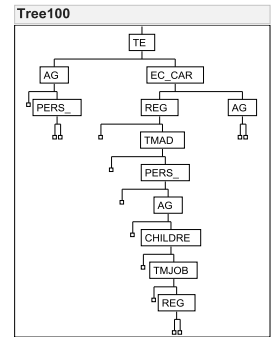 Tree100
TE
AG EC_CAR
PERS_ REG AG
TMAD
PERS_
AG
CHILDRE
TMJOB
REG